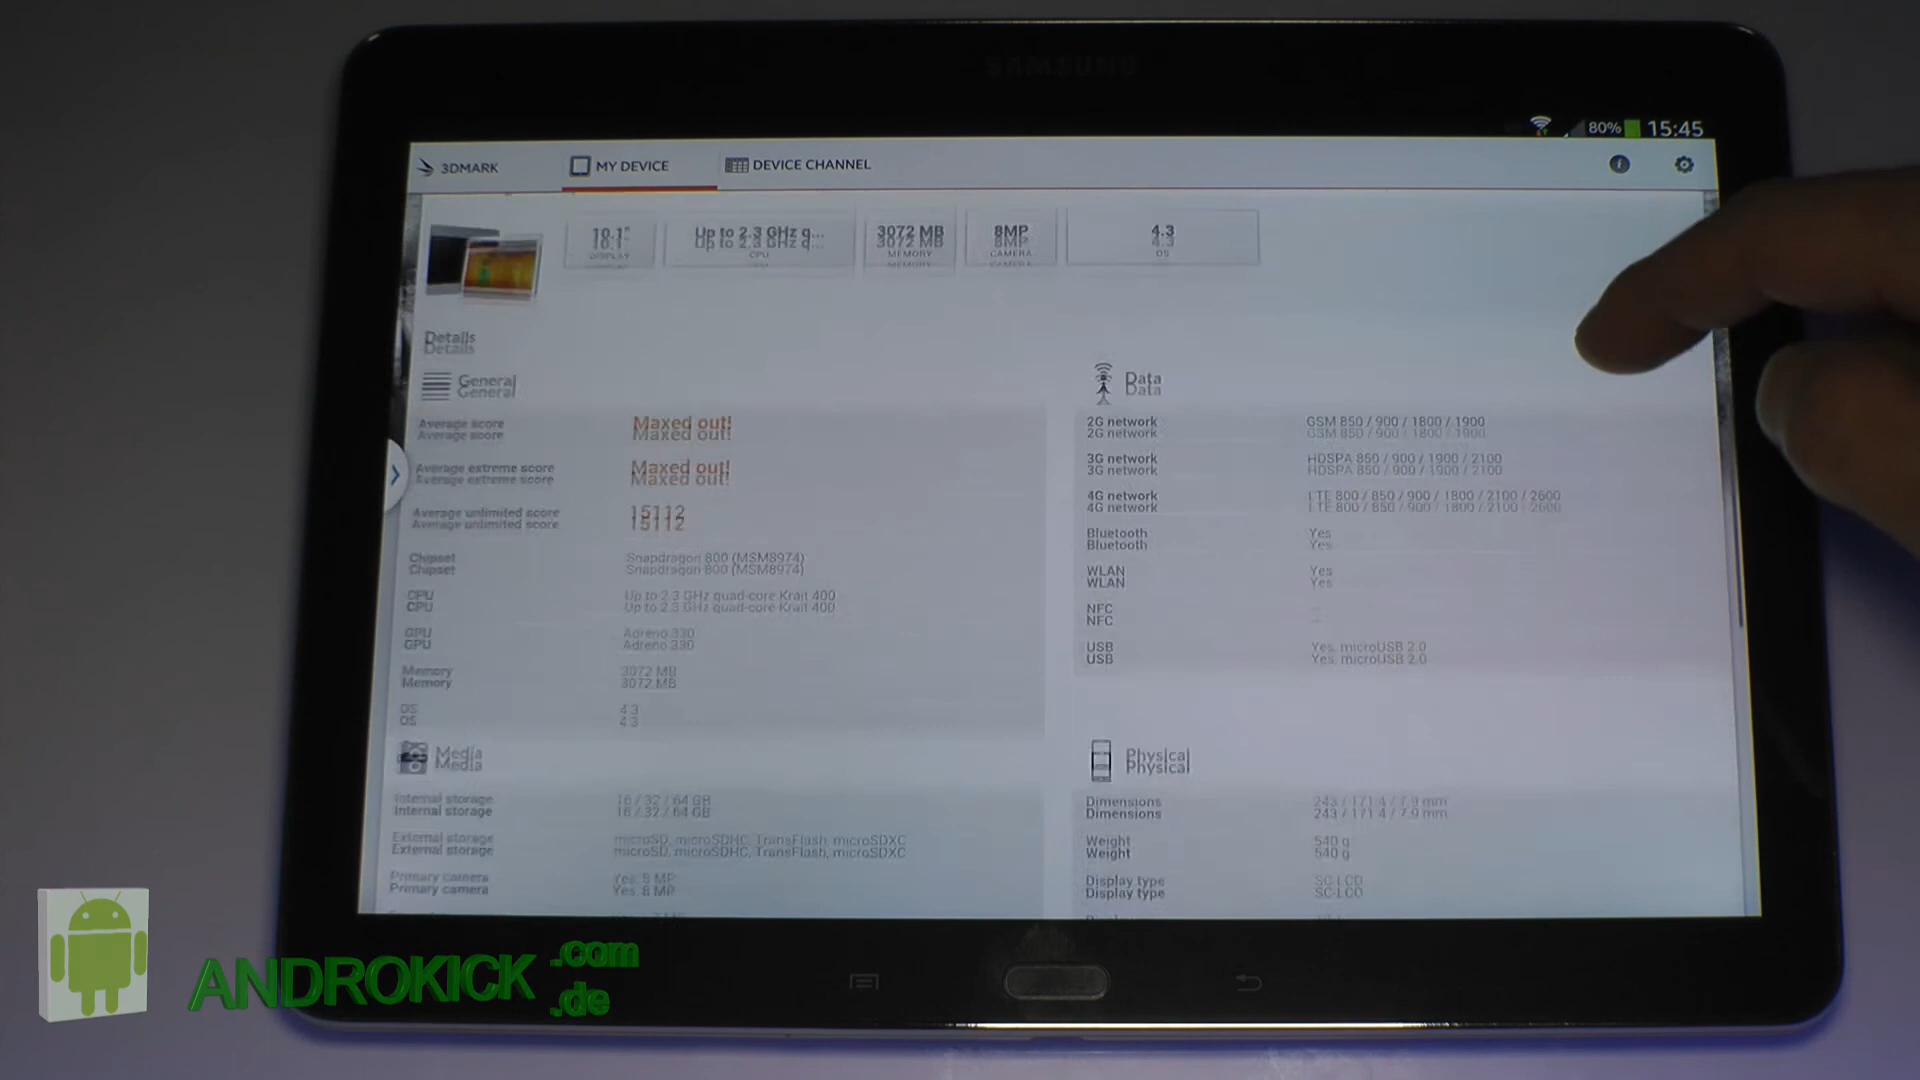 SAMSUNG
80% 15:45
3DMARK MY DEVICE DEVICE CHANNEL
10.1" Up to 2.3 GHz q... 3072 MB 8MP 4.3
DISPLAY CPU MEMORY CAMERA OS
Details
General
Average score Maxed out!
Average extreme score Maxed out!
Average unlimited score 15112
Chipset Snapdragon 800 (MSM8974)
CPU Up to 2.3 GHz quad-core Krait 400
GPU Adreno 330
Memory 3072 MB
OS 4.3
Media
Internal storage 16 / 32 / 64 GB
External storage microSD, microSDHC, TransFlash, microSDXC
Primary camera Yes, 8 MP
Data
2G network GSM 850 / 900 / 1800 / 1900
3G network HDSPA 850 / 900 / 1900 / 2100
4G network LTE 800 / 850 / 900 / 1800 / 2100 / 2600
Bluetooth Yes
WLAN Yes
NFC -
USB Yes, microUSB 2.0
Physical
Dimensions 243 / 171.4 / 7.9 mm
Weight 540 g
Display type SC-LCD
ANDROKICK .com
.de